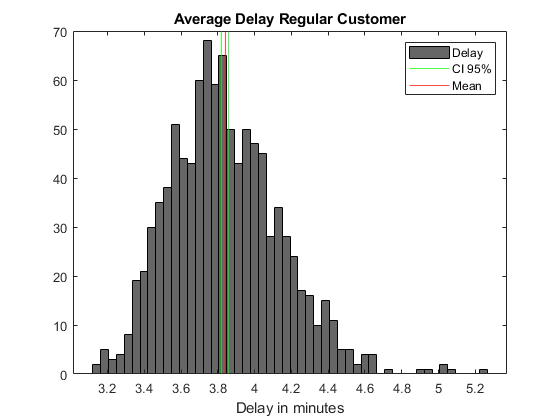 Average Delay Regular Customer
Delay
CI 95%
Mean
70
60
50
40
30
20
10
0
3.2 3.4 3.6 3.8 4 4.2 4.4 4.6 4.8 5 5.2
Delay in minutes